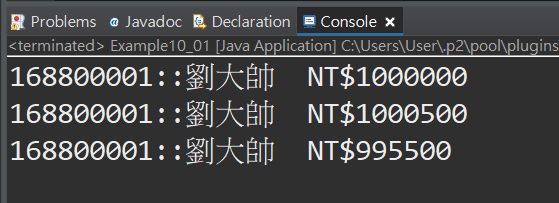 Problems @ Javadoc Declaration Console ×
<terminated> Example10_01 [Java Application] C:\Users\User\.p2\pool\plugins
168800001::劉大帥 NT$1000000
168800001::劉大帥 NT$1000500
168800001::劉大帥 NT$995500